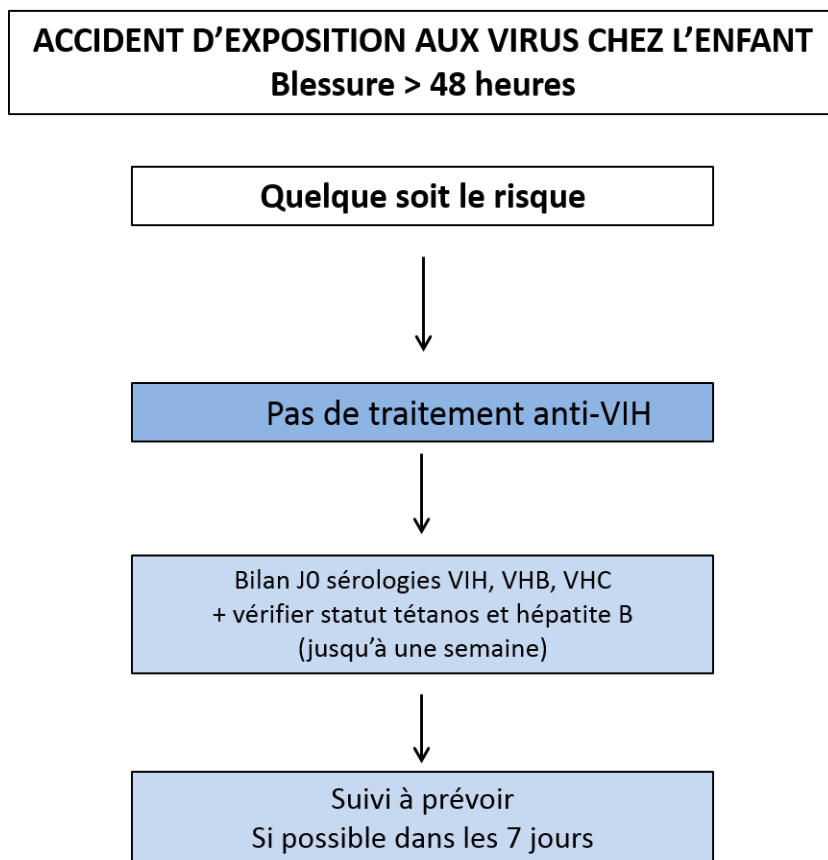 ACCIDENT D’EXPOSITION AUX VIRUS CHEZ L’ENFANT
Blessure > 48 heures
Quelque soit le risque
Pas de traitement anti-VIH
Bilan J0 sérologies VIH, VHB, VHC
+ vérifier statut tétanos et hépatite B
(jusqu’à une semaine)
Suivi à prévoir
Si possible dans les 7 jours